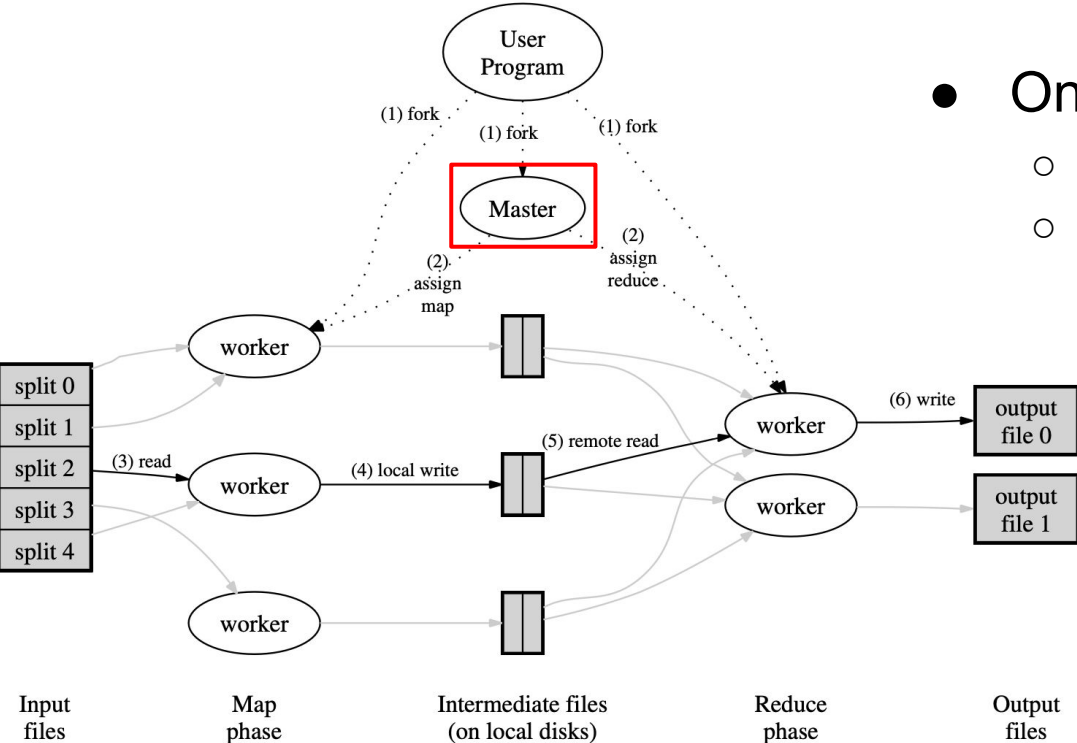 User
Program
● On
○
○
(1) fork
(1) fork
(1) fork
Master
(2)
assign
map
(2)
assign
reduce
worker
split 0
split 1
split 2
split 3
split 4
(3) read
worker
(4) local write
worker
(5) remote read
worker
worker
(6) write
output
file 0
output
file 1
Input
files
Map
phase
Intermediate files
(on local disks)
Reduce
phase
Output
files